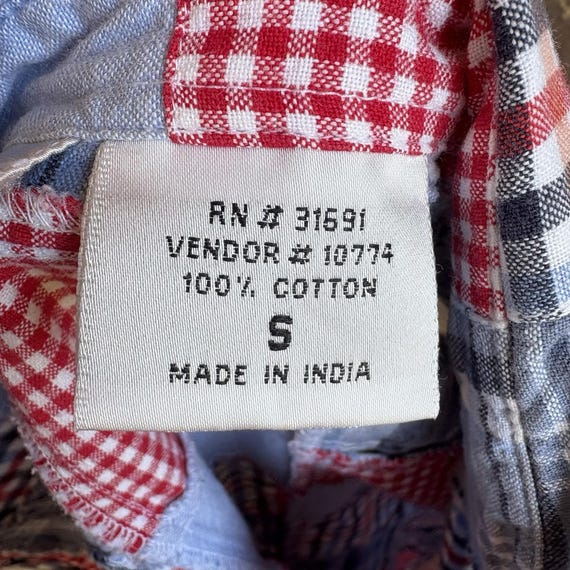 RN # 31691
VENDOR # 10774
100% COTTON
S
MADE IN INDIA